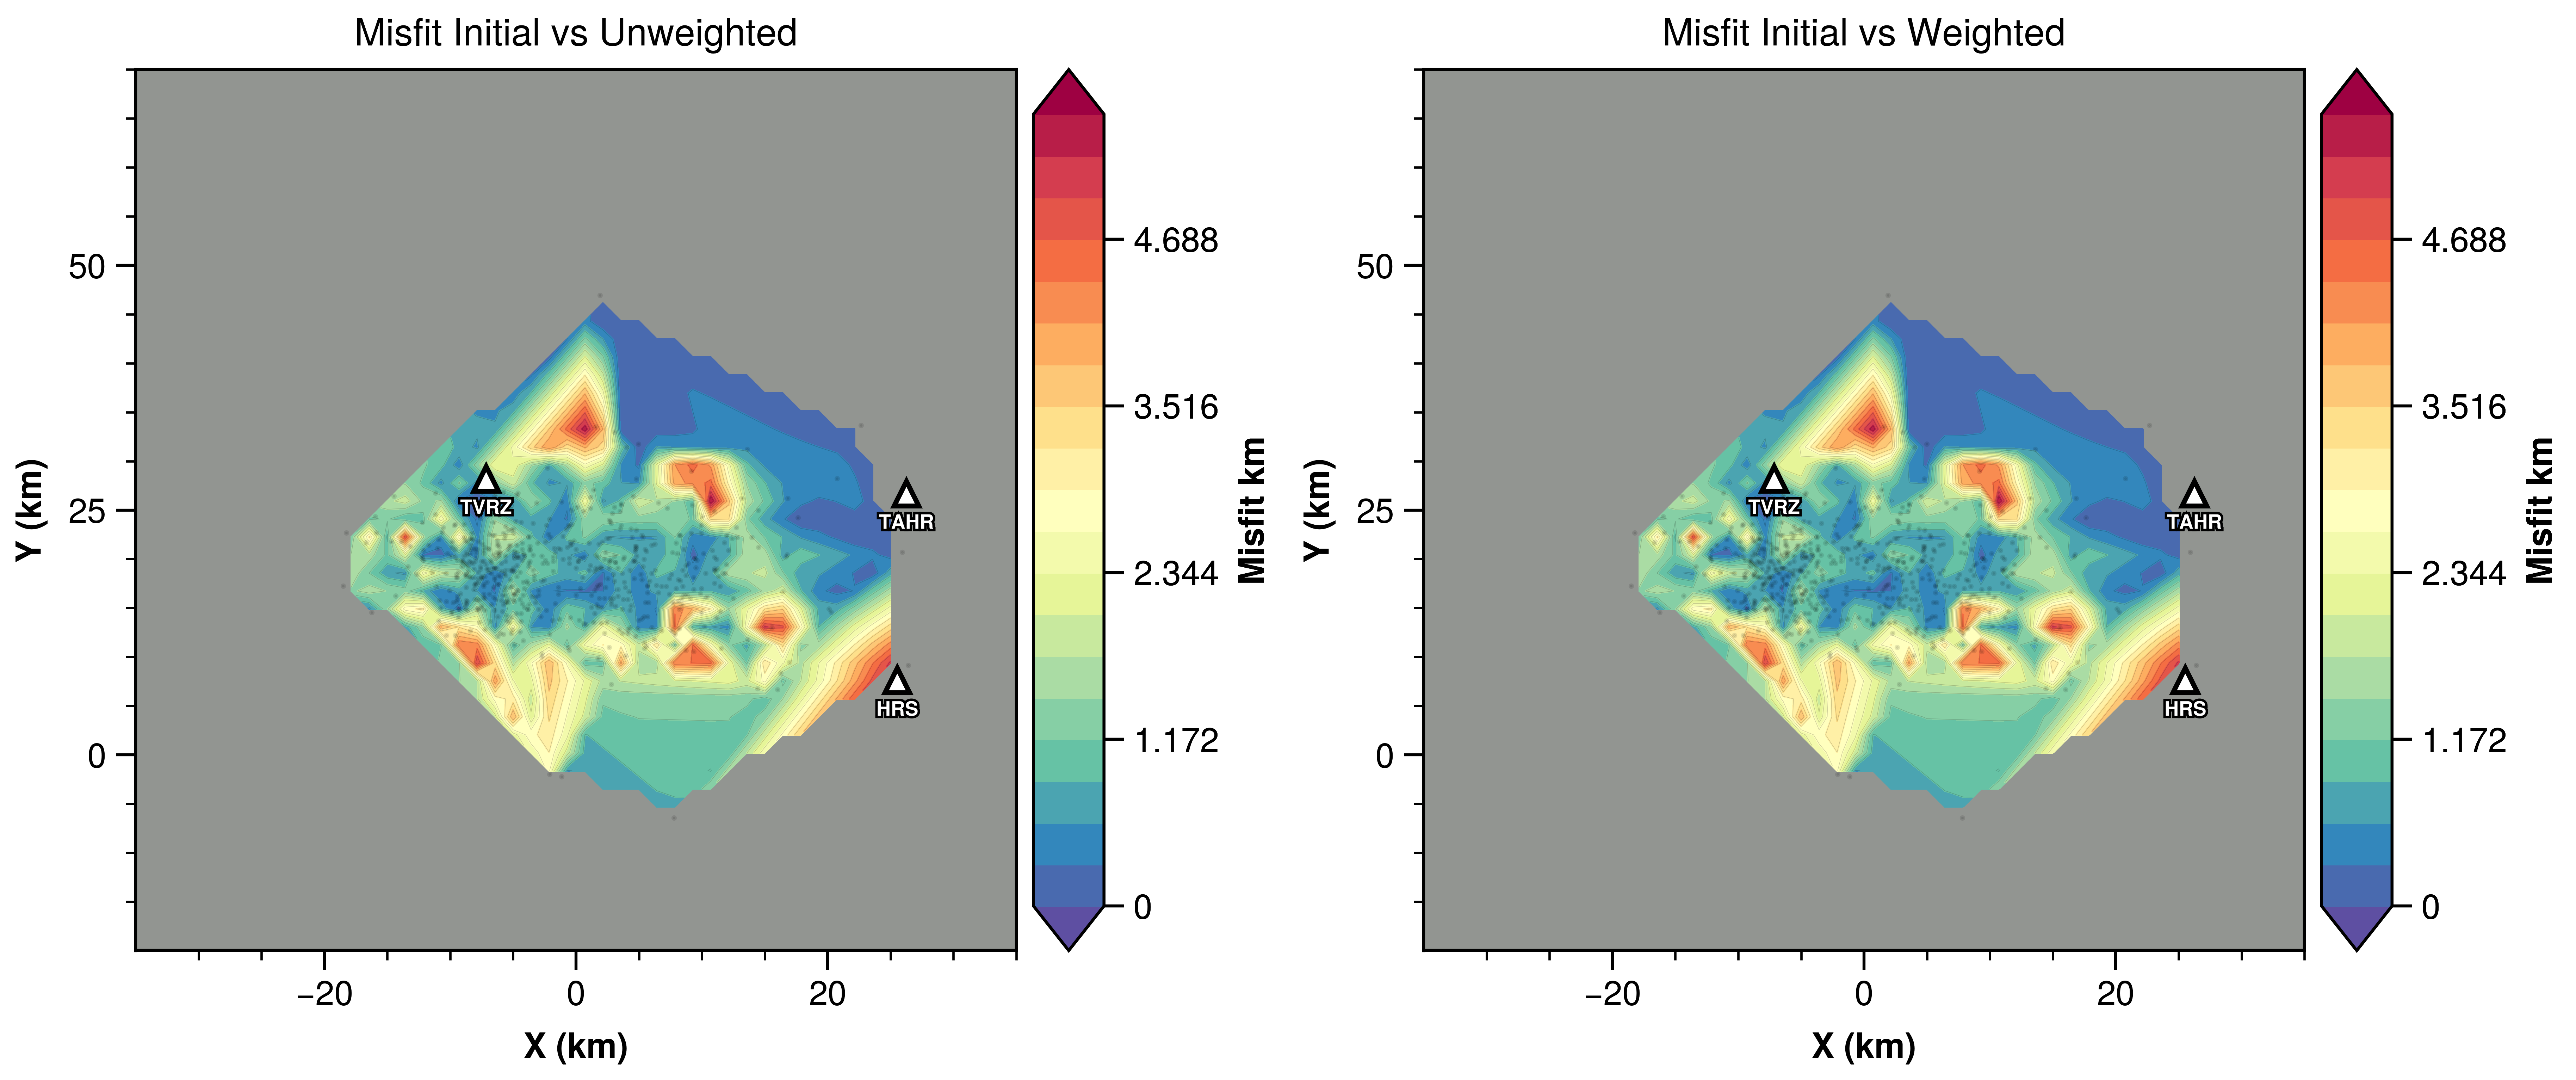 Misfit Initial vs Unweighted
Y (km)
50
25
0
−20
0
20
X (km)
TVRZ
TAHR
HRS
4.688
3.516
2.344
1.172
0
Misfit km
Misfit Initial vs Weighted
Y (km)
50
25
0
−20
0
20
X (km)
TVRZ
TAHR
HRS
4.688
3.516
2.344
1.172
0
Misfit km